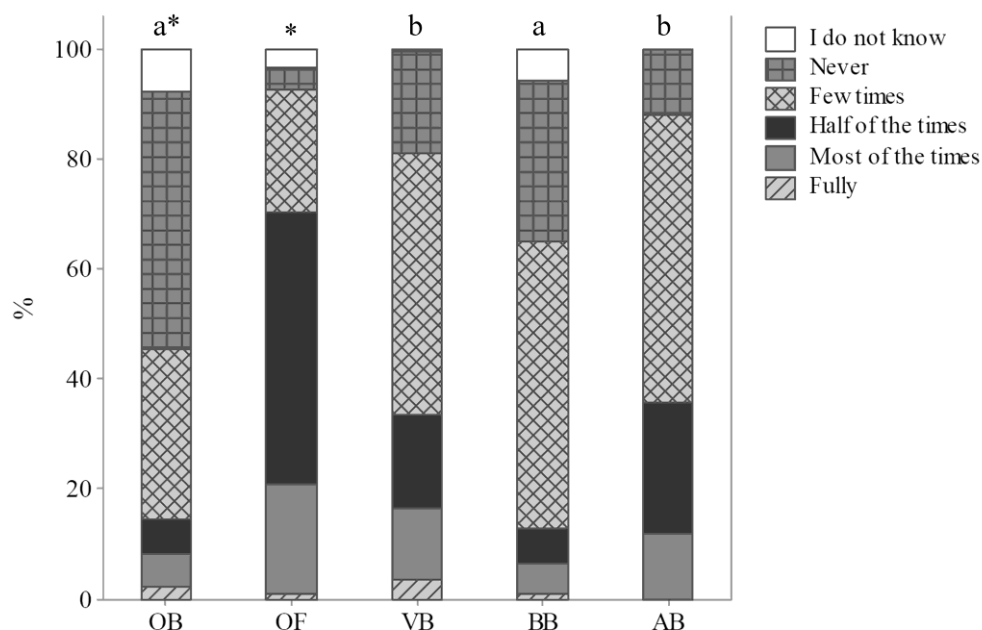 a* * b a b
100
80
60
40
20
0
%
OB OF VB BB AB
I do not know
Never
Few times
Half of the times
Most of the times
Fully